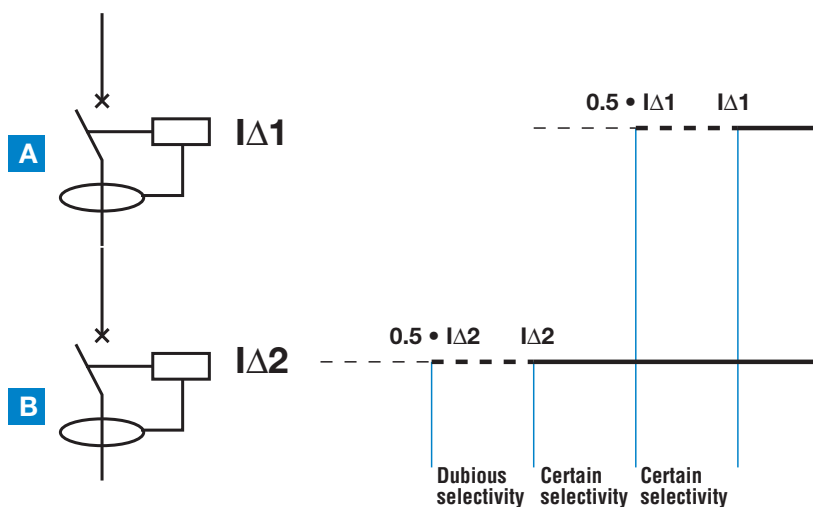 0.5 • IΔ1 IΔ1
A IΔ1
0.5 • IΔ2 IΔ2
IΔ2
B
Dubious selectivity
Certain selectivity
Certain selectivity